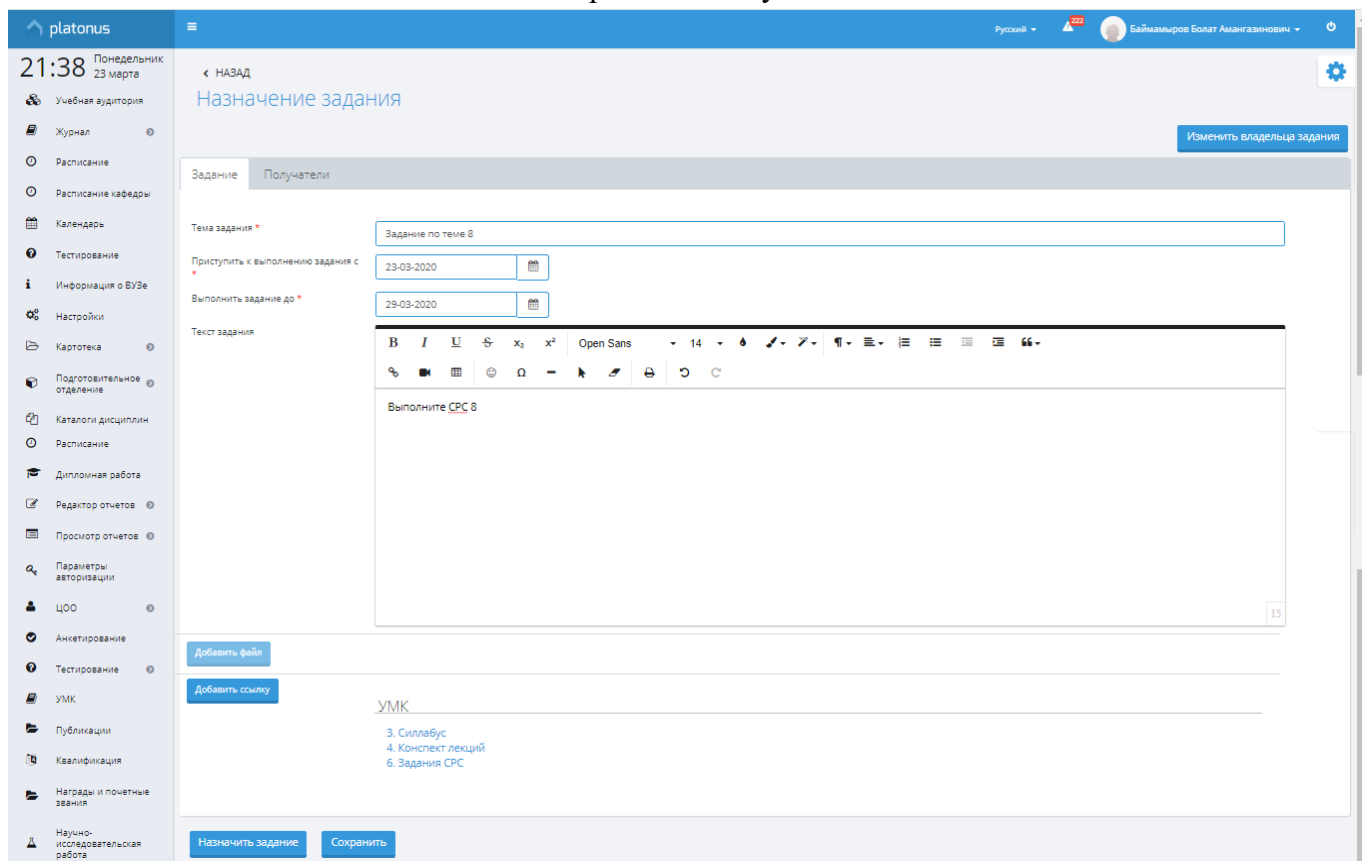 platonus
Русский
222
Баймамыров Болат Амангазинович
21:38 Понедельник
23 марта
НАЗАД
Назначение задания
Изменить владельца задания
Учебная аудитория
Журнал
Расписание
Расписание кафедры
Календарь
Тестирование
Информация о ВУЗе
Настройки
Картотека
Подготовительное
отделение
Каталоги дисциплин
Расписание
Дипломная работа
Редактор отчетов
Просмотр отчетов
Параметры
авторизации
ЦОО
Анкетирование
Тестирование
УМК
Публикации
Квалификация
Награды и почетные
звания
Научно-
исследовательская
работа
Задание Получатели
Тема задания *
Задание по теме 8
Приступить к выполнению задания с
*
23-03-2020
Выполнить задание до *
29-03-2020
Текст задания
B I U S x₂ x² Open Sans 14
Ω
Выполните СРС 8
15
Добавить файл
Добавить ссылку
УМК
3. Силлабус
4. Конспект лекций
6. Задания СРС
Назначить задание Сохранить